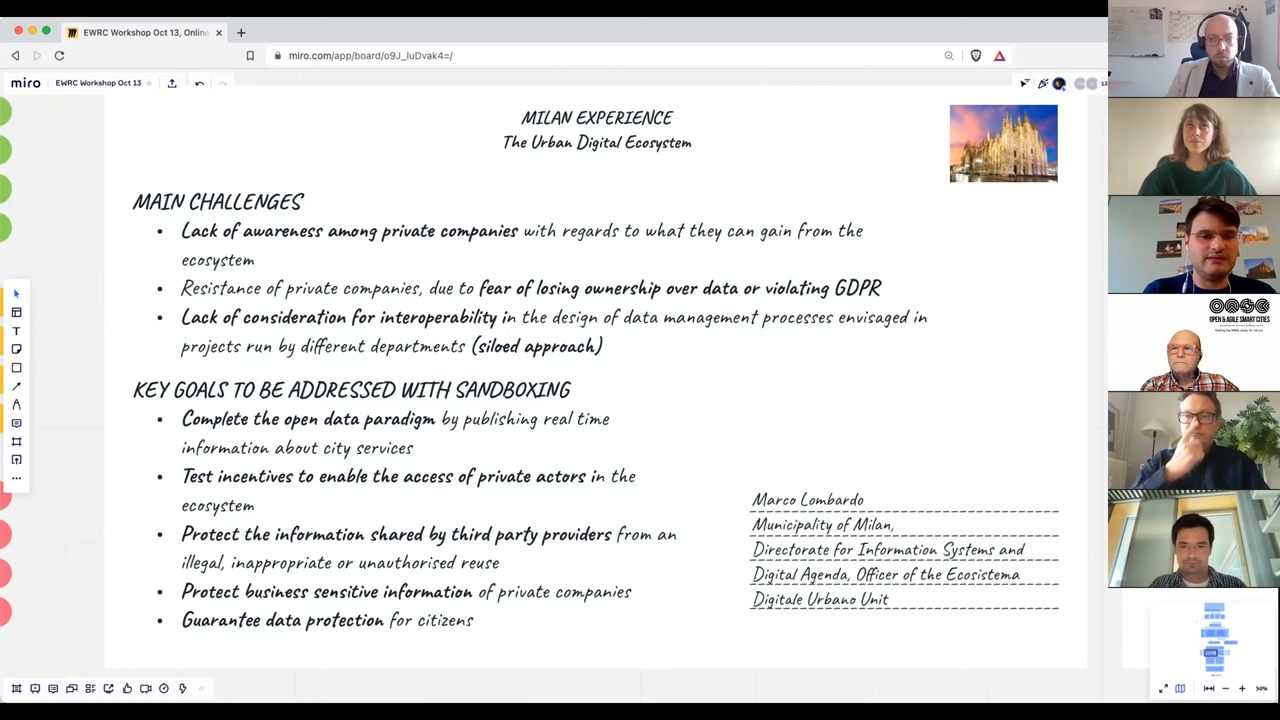 EWRC Workshop Oct 13, Online
miro.com/app/board/o9J_luDvak4=/
miro
EWRC Workshop Oct 13
13
MILAN EXPERIENCE
The Urban Digital Ecosystem
MAIN CHALLENGES
• Lack of awareness among private companies with regards to what they can gain from the
ecosystem
• Resistance of private companies, due to fear of losing ownership over data or violating GDPR
• Lack of consideration for interoperability in the design of data management processes envisaged in
projects run by different departments (siloed approach)
KEY GOALS TO BE ADDRESSED WITH SANDBOXING
• Complete the open data paradigm by publishing real time
information about city services
• Test incentives to enable the access of private actors in the
ecosystem
• Protect the information shared by third party providers from an
illegal, inappropriate or unauthorised reuse
• Protect business sensitive information of private companies
• Guarantee data protection for citizens
Marco Lombardo
Municipality of Milan,
Directorate for Information Systems and
Digital Agenda, Officer of the Ecosistema
Digitale Urbano Unit
OASC
OPEN & AGILE SMART CITIES
50%